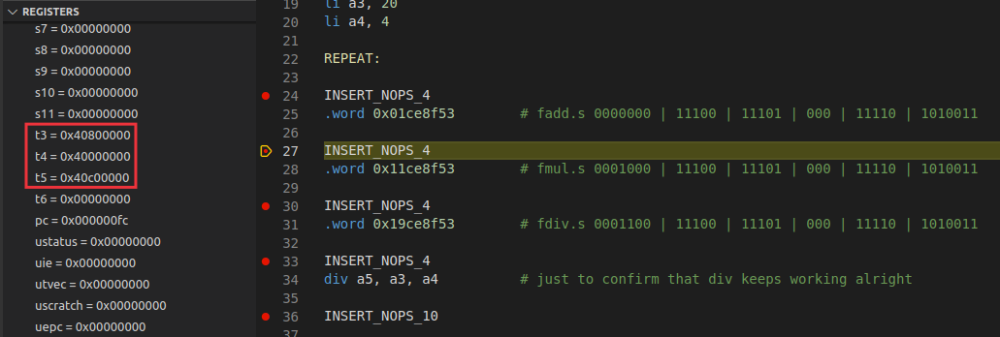 REGISTERS
s7 = 0x00000000
s8 = 0x00000000
s9 = 0x00000000
s10 = 0x00000000
s11 = 0x00000000
t3 = 0x40800000
t4 = 0x40000000
t5 = 0x40c00000
t6 = 0x00000000
pc = 0x000000fc
ustatus = 0x00000000
uie = 0x00000000
utvec = 0x00000000
uscratch = 0x00000000
uepc = 0x00000000
19 li a3, 20
20 li a4, 4
21
22 REPEAT:
23
24 INSERT_NOPS_4
25 .word 0x01ce8f53 # fadd.s 0000000 | 11100 | 11101 | 000 | 11110 | 1010011
26
27 INSERT_NOPS_4
28 .word 0x11ce8f53 # fmul.s 0001000 | 11100 | 11101 | 000 | 11110 | 1010011
29
30 INSERT_NOPS_4
31 .word 0x19ce8f53 # fdiv.s 0001100 | 11100 | 11101 | 000 | 11110 | 1010011
32
33 INSERT_NOPS_4
34 div a5, a3, a4 # just to confirm that div keeps working alright
35
36 INSERT_NOPS_10
37